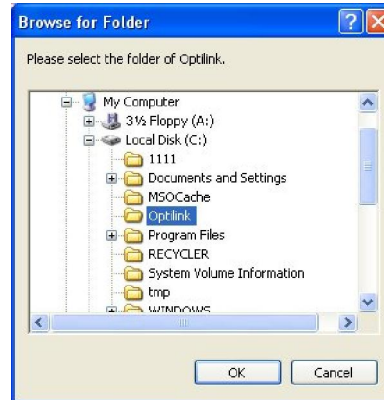 Browse for Folder
Please select the folder of Optilink.
My Computer
3½ Floppy (A:)
Local Disk (C:)
1111
Documents and Settings
MSOCache
Optilink
Program Files
RECYCLER
System Volume Information
tmp
WINDOWS
OK Cancel